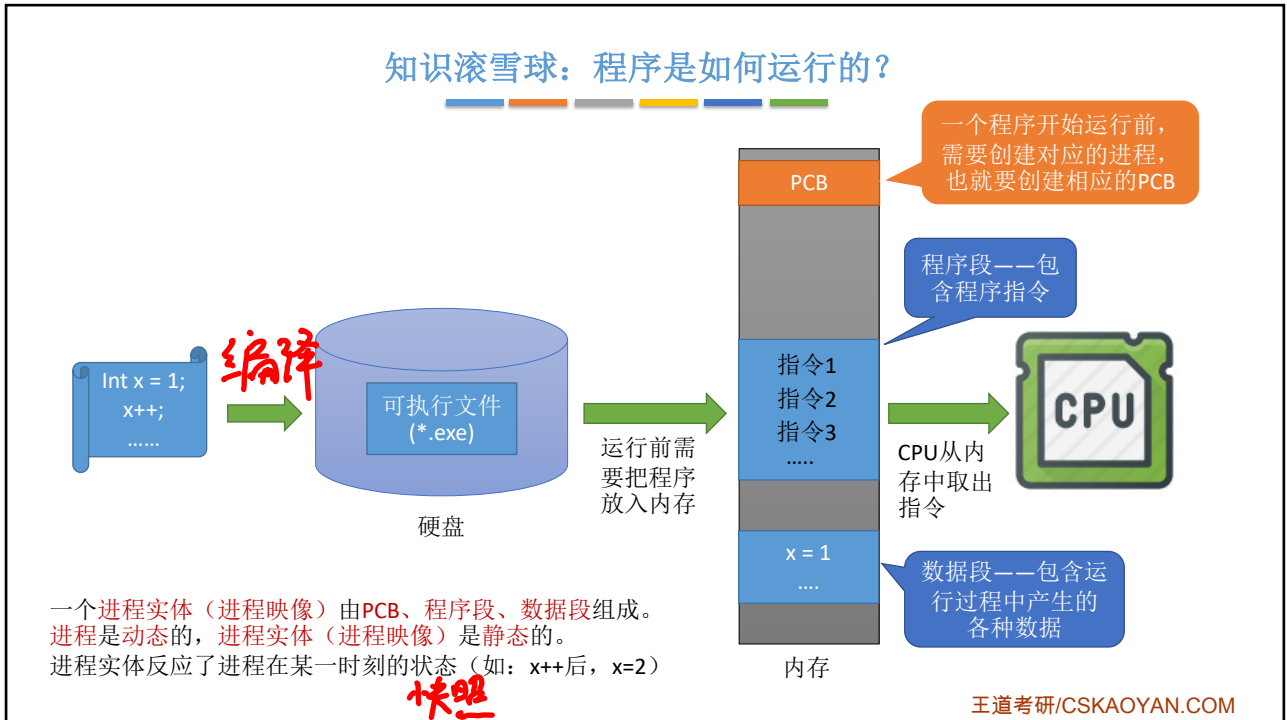 知识滚雪球：程序是如何运行的？
一个程序开始运行前，
需要创建对应的进程，
也就要创建相应的PCB
PCB
程序段——包
含程序指令
Int x = 1;
x++;
……
编译
可执行文件
(*.exe)
硬盘
运行前需
要把程序
放入内存
指令1
指令2
指令3
…..
CPU从内
存中取出
指令
CPU
x = 1
….
数据段——包含运
行过程中产生的
各种数据
内存
一个进程实体（进程映像）由PCB、程序段、数据段组成。
进程是动态的，进程实体（进程映像）是静态的。
进程实体反应了进程在某一时刻的状态（如：x++后，x=2）
快照
王道考研/CSKAOYAN.COM